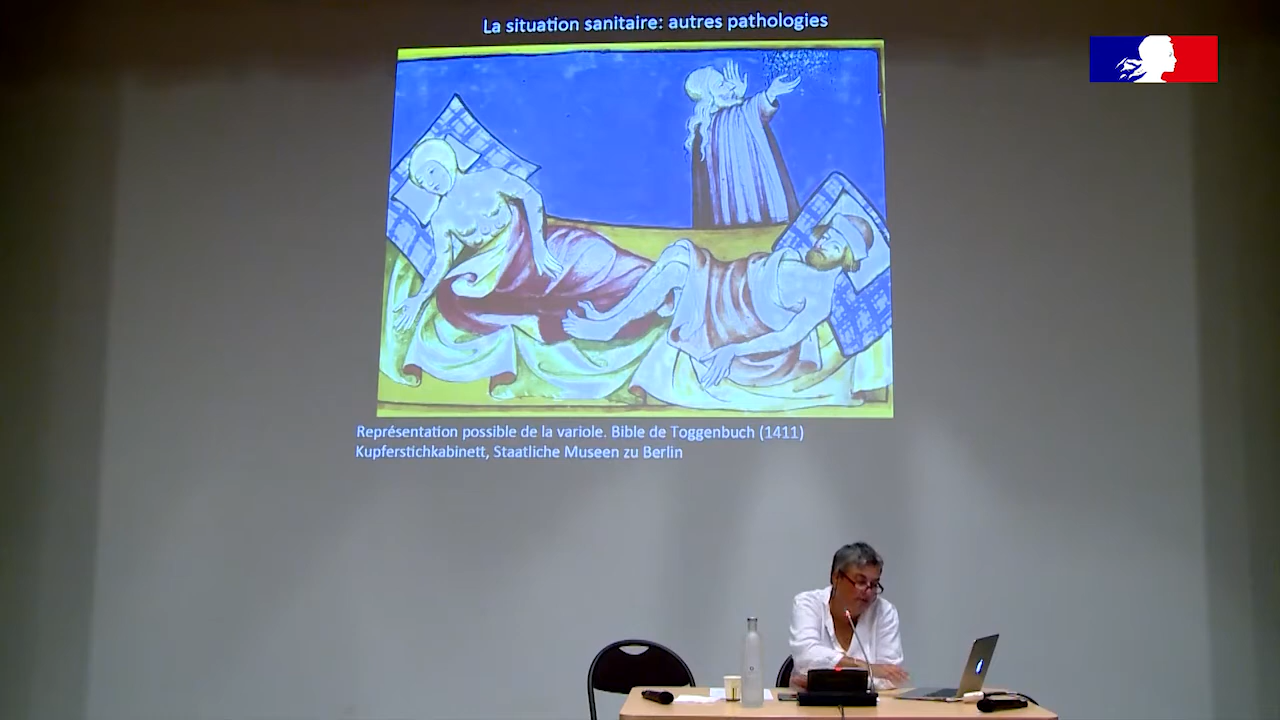 La situation sanitaire: autres pathologies
Représentation possible de la variole. Bible de Toggenbuch (1411)
Kupferstichkabinett, Staatliche Museen zu Berlin